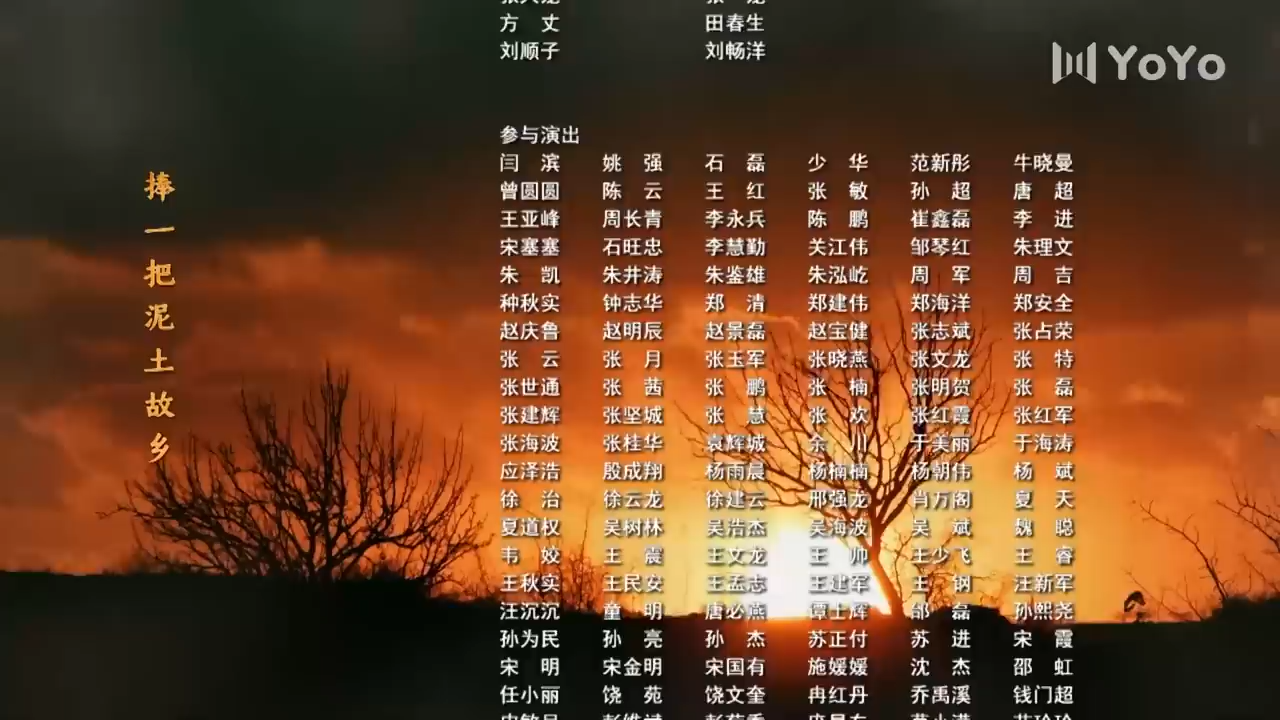 方 丈 田春生
刘顺子 刘畅洋
YoYo
参与演出
闫 滨 姚 强 石 磊 少 华 范新彤 牛晓曼
曾圆圆 陈 云 王 红 张 敏 孙 超 唐 超
王亚峰 周长青 李永兵 陈 鹏 崔鑫磊 李 进
宋塞塞 石旺忠 李慧勤 关江伟 邹琴红 朱理文
朱 凯 朱井涛 朱鉴雄 朱泓屹 周 军 周 吉
种秋实 钟志华 郑 清 郑建伟 郑海洋 郑安全
赵庆鲁 赵明辰 赵景磊 赵宝健 张志斌 张占荣
张 云 张 月 张玉军 张晓燕 张文龙 张 特
张世通 张 茜 张 鹏 张 楠 张明贺 张 磊
张建辉 张坚城 张 慧 张 欢 张红霞 张红军
张海波 张桂华 袁辉城 余 川 于美丽 于海涛
应泽浩 殷成翔 杨雨晨 杨楠楠 杨朝伟 杨 斌
徐 治 徐云龙 徐建云 邢强龙 肖万阁 夏 天
夏道权 吴树林 吴浩杰 吴海波 吴 斌 魏 聪
韦 姣 王 震 王文龙 王 帅 王少飞 王 睿
王秋实 王民安 王孟志 王建军 王 钢 汪新军
汪沉沉 童 明 唐必燕 谭士辉 邰 磊 孙熙尧
孙为民 孙 亮 孙 杰 苏正付 苏 进 宋 霞
宋 明 宋金明 宋国有 施媛媛 沈 杰 邵 虹
任小丽 饶 苑 饶文奎 冉红丹 乔禹溪 钱门超
捧一把泥土故乡